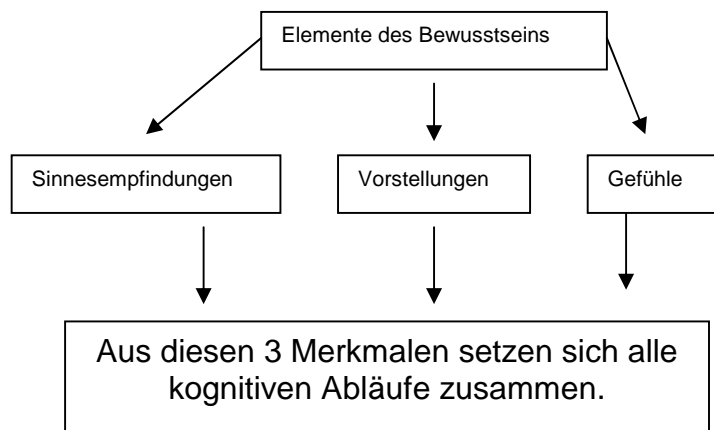 Elemente des Bewusstseins
Sinnesempfindungen
Vorstellungen
Gefühle
Aus diesen 3 Merkmalen setzen sich alle
kognitiven Abläufe zusammen.